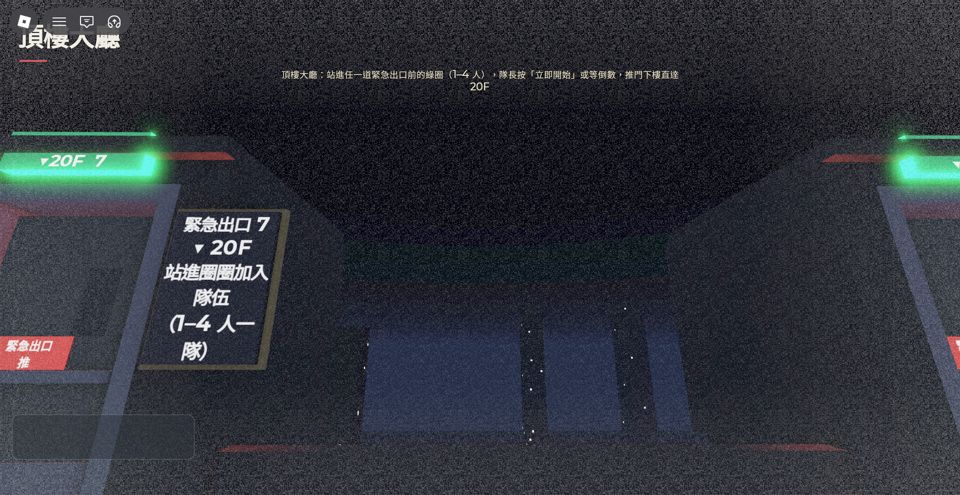 頂樓大廳
頂樓大廳：站進任一道緊急出口前的綠圈（1–4 人），隊長按「立即開始」或等倒數，推門下樓直達
20F
▼20F 7
緊急出口 7
▼ 20F
站進圈圈加入
隊伍
（1–4 人一
隊）
緊急出口
推